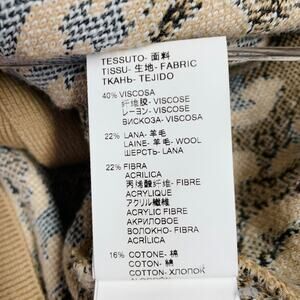 TESSUTO- 面料
TISSU- 生地- FABRIC
ТКАНЬ- TEJIDO
40% VISCOSA
纤维脲- VISCOSE
レーヨン- VISCOSE
ВИСКОЗА- VISCOSA
22% LANA- 羊毛
LAINE- 羊毛- WOOL
ШЕРСТЬ- LANA
22% FIBRA
ACRILICA
丙烯酸纤维- FIBRE
ACRYLIQUE
アクリル繊維
ACRYLIC FIBRE
АКРИЛОВОЕ
ВОЛОКНО- FIBRA
ACRÍLICA
16% COTONE- 棉
COTON- 綿
COTTON- ХЛОПОК
ALGODÓN